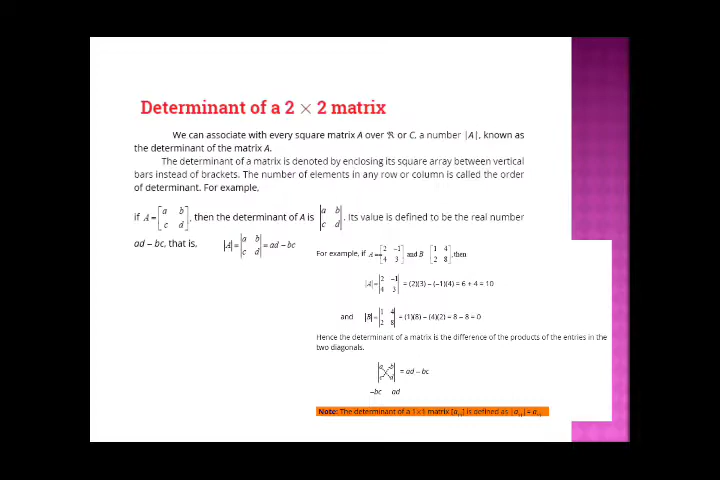 Determinant of a 2 × 2 matrix
We can associate with every square matrix A over ℜ or C, a number |A|, known as
the determinant of the matrix A.
The determinant of a matrix is denoted by enclosing its square array between vertical
bars instead of brackets. The number of elements in any row or column is called the order
of determinant. For example,
if A = [a b; c d], then the determinant of A is |a b; c d|. Its value is defined to be the real number
ad – bc, that is, |A| = |a b; c d| = ad – bc
For example, if A = [2 –1; 4 3] and B [1 4; 2 8], then
|A| = |2 –1; 4 3| = (2)(3) – (–1)(4) = 6 + 4 = 10
and |B| = |1 4; 2 8| = (1)(8) – (4)(2) = 8 – 8 = 0
Hence the determinant of a matrix is the difference of the products of the entries in the
two diagonals.
|a b; c d| = ad – bc
–bc ad
Note: The determinant of a 1×1 matrix [a₁₁] is defined as |a₁₁| = a₁₁